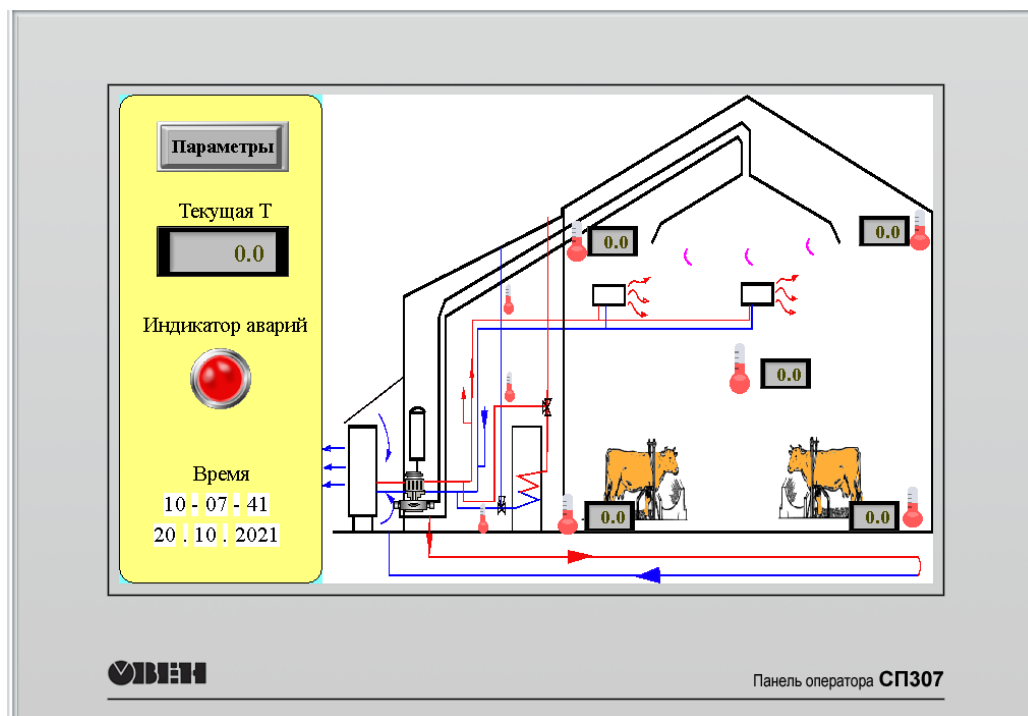 Параметры
Текущая Т
0.0
Индикатор аварий
Время
10 - 07 - 41
20 . 10 . 2021
0.0
0.0
0.0
0.0
0.0
ОВЕН
Панель оператора СП307